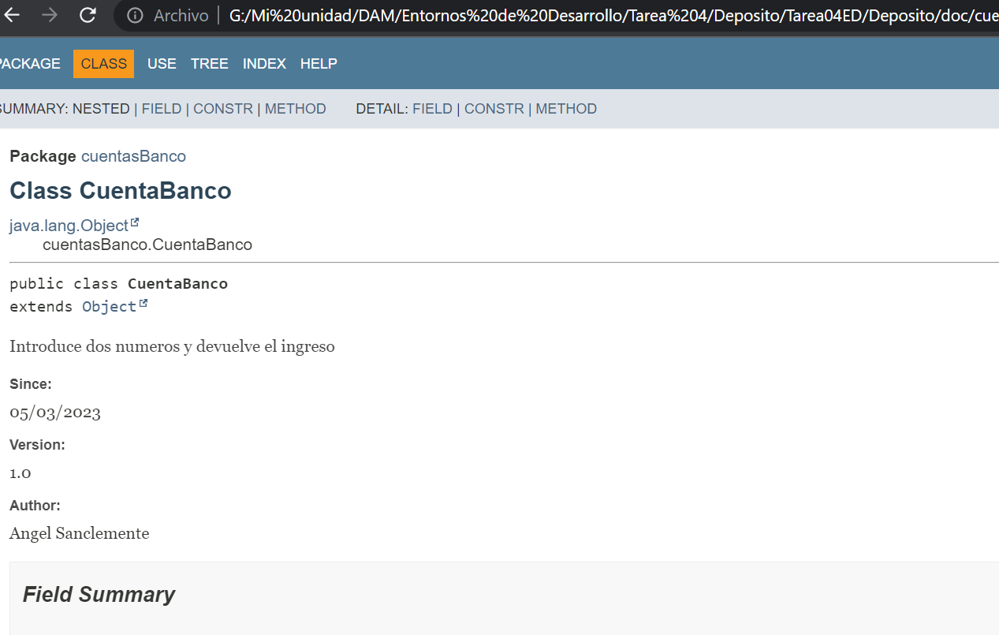 Archivo | G:/Mi%20unidad/DAM/Entornos%20de%20Desarrollo/Tarea%204/Deposito/Tarea04ED/Deposito/doc/cue
PACKAGE CLASS USE TREE INDEX HELP
SUMMARY: NESTED | FIELD | CONSTR | METHOD DETAIL: FIELD | CONSTR | METHOD
Package cuentasBanco
Class CuentaBanco
java.lang.Object
cuentasBanco.CuentaBanco
public class CuentaBanco
extends Object
Introduce dos numeros y devuelve el ingreso
Since:
05/03/2023
Version:
1.0
Author:
Angel Sanclemente
Field Summary